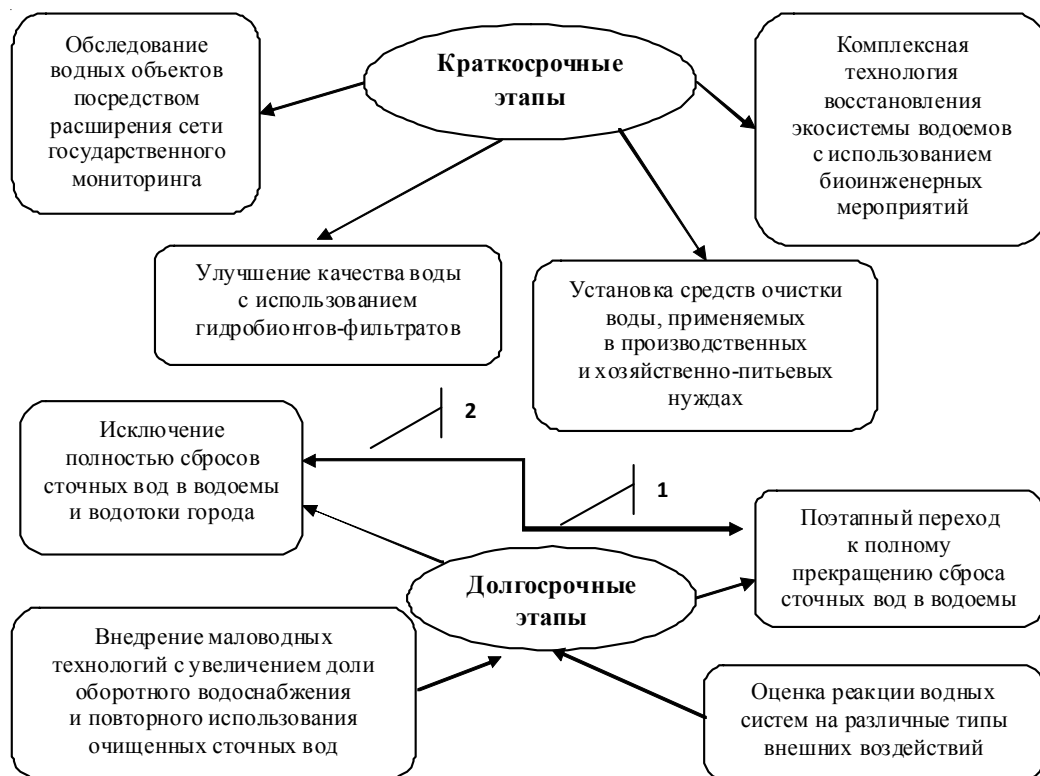 Обследование
водных объектов
посредством
расширения сети
государственного
мониторинга
Краткосрочные
этапы
Комплексная
технология
восстановления
экосистемы водоемов
с использованием
биоинженерных
мероприятий
Улучшение качества воды
с использованием
гидробионтов-фильтратов
Установка средств очистки
воды, применяемых
в производственных
и хозяйственно-питьевых
нуждах
2
Исключение
полностью сбросов
сточных вод в водоемы
и водотоки города
1
Поэтапный переход
к полному
прекращению сброса
сточных вод в водоемы
Долгосрочные
этапы
Внедрение маловодных
технологий с увеличением доли
оборотного водоснабжения
и повторного использования
очищенных сточных вод
Оценка реакции водных
систем на различные типы
внешних воздействий